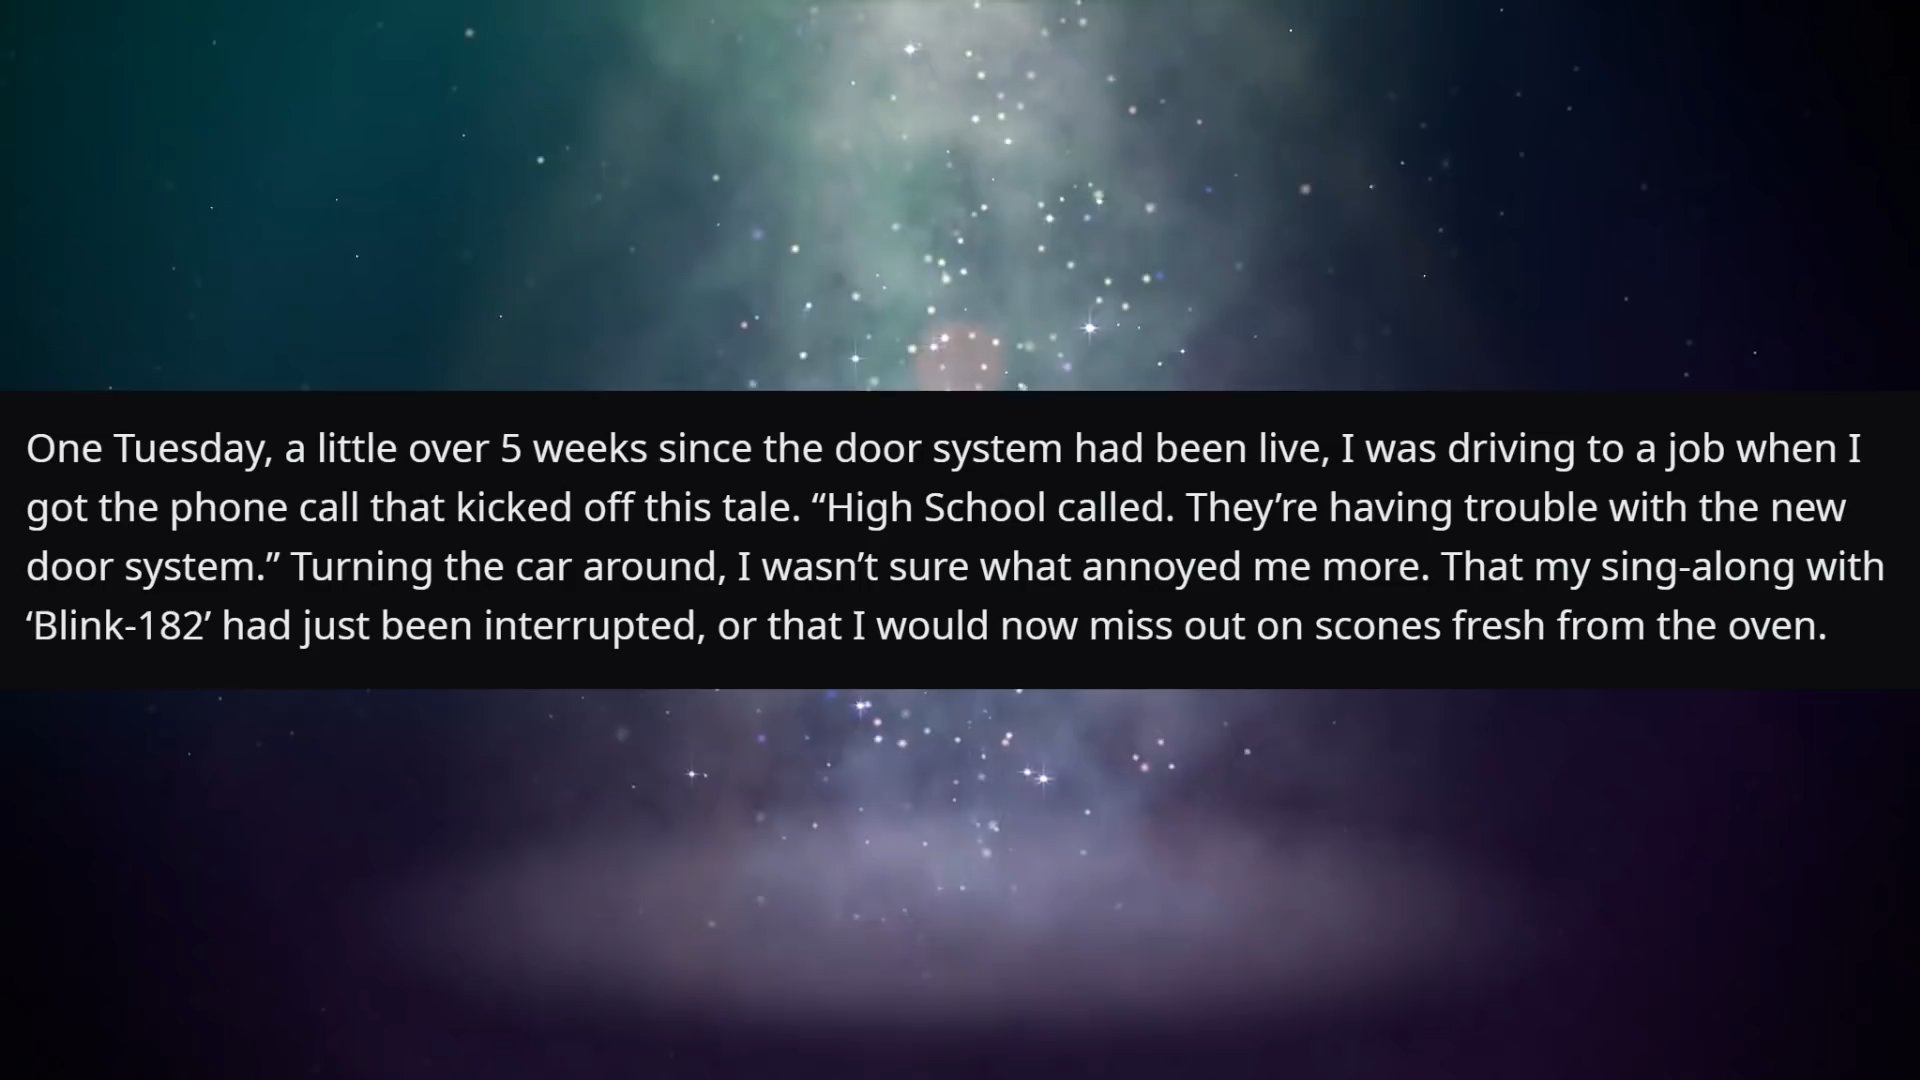 One Tuesday, a little over 5 weeks since the door system had been live, I was driving to a job when I
got the phone call that kicked off this tale. “High School called. They’re having trouble with the new
door system.” Turning the car around, I wasn’t sure what annoyed me more. That my sing-along with
‘Blink-182’ had just been interrupted, or that I would now miss out on scones fresh from the oven.